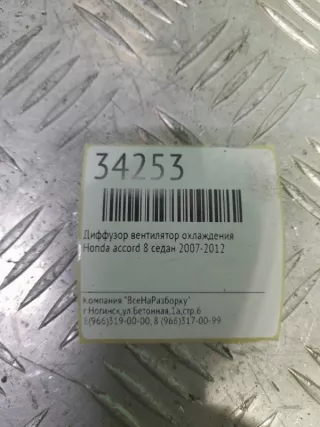 34253
Диффузор вентилятор охлаждения
Honda accord 8 седан 2007-2012
Компания "ВсеНаРазборку"
г.Ногинск,ул.Бетонная,1а,стр.6
8(966)319-00-00, 8 (966)317-00-99